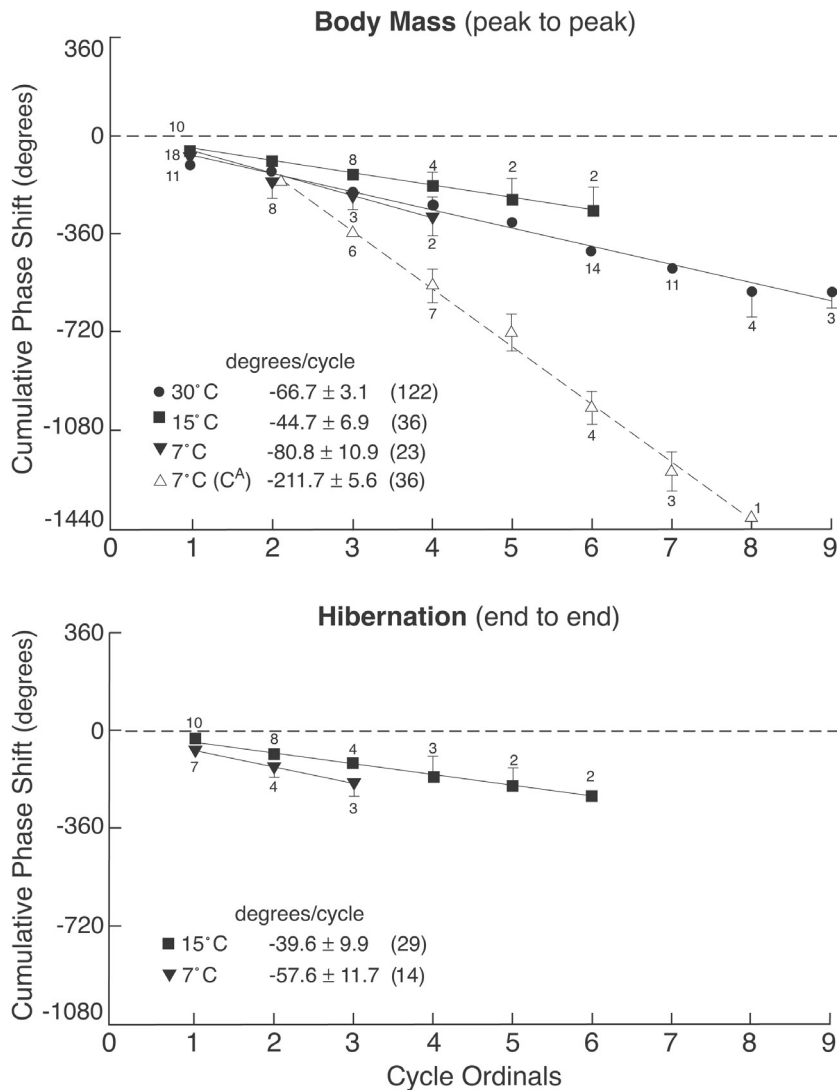 Body Mass (peak to peak)
Cumulative Phase Shift (degrees)
360
0
-360
-720
-1080
-1440
10
18
11
8
8
3
6
4
2
7
2
2
14
4
11
3
4
1
3
degrees/cycle
30°C -66.7 ± 3.1 (122)
15°C -44.7 ± 6.9 (36)
7°C -80.8 ± 10.9 (23)
7°C (Cᴬ) -211.7 ± 5.6 (36)
0 1 2 3 4 5 6 7 8 9
Hibernation (end to end)
Cumulative Phase Shift (degrees)
360
0
-360
-720
-1080
10
7
8
4
4
3
3
2
2
degrees/cycle
15°C -39.6 ± 9.9 (29)
7°C -57.6 ± 11.7 (14)
0 1 2 3 4 5 6 7 8 9
Cycle Ordinals